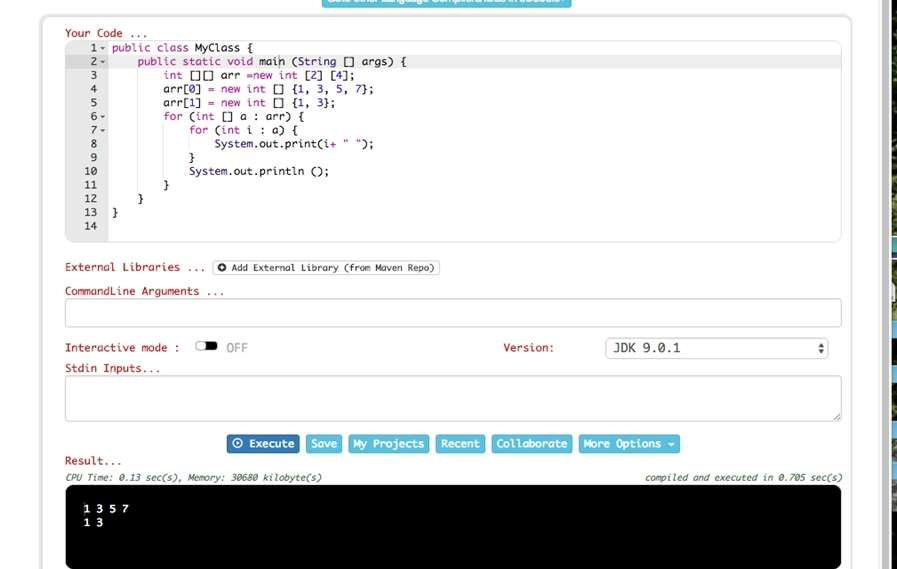 Your Code ...
1 public class MyClass {
2 public static void main (String [] args) {
3 int [][] arr =new int [2] [4];
4 arr[0] = new int [] {1, 3, 5, 7};
5 arr[1] = new int [] {1, 3};
6 for (int [] a : arr) {
7 for (int i : a) {
8 System.out.print(i+ " ");
9 }
10 System.out.println ();
11 }
12 }
13 }
14
External Libraries ... Add External Library (from Maven Repo)
CommandLine Arguments ...
Interactive mode : OFF Version: JDK 9.0.1
Stdin Inputs...
Execute Save My Projects Recent Collaborate More Options
Result...
CPU Time: 0.13 sec(s), Memory: 30680 kilobyte(s) compiled and executed in 0.705 sec(s)
1 3 5 7
1 3